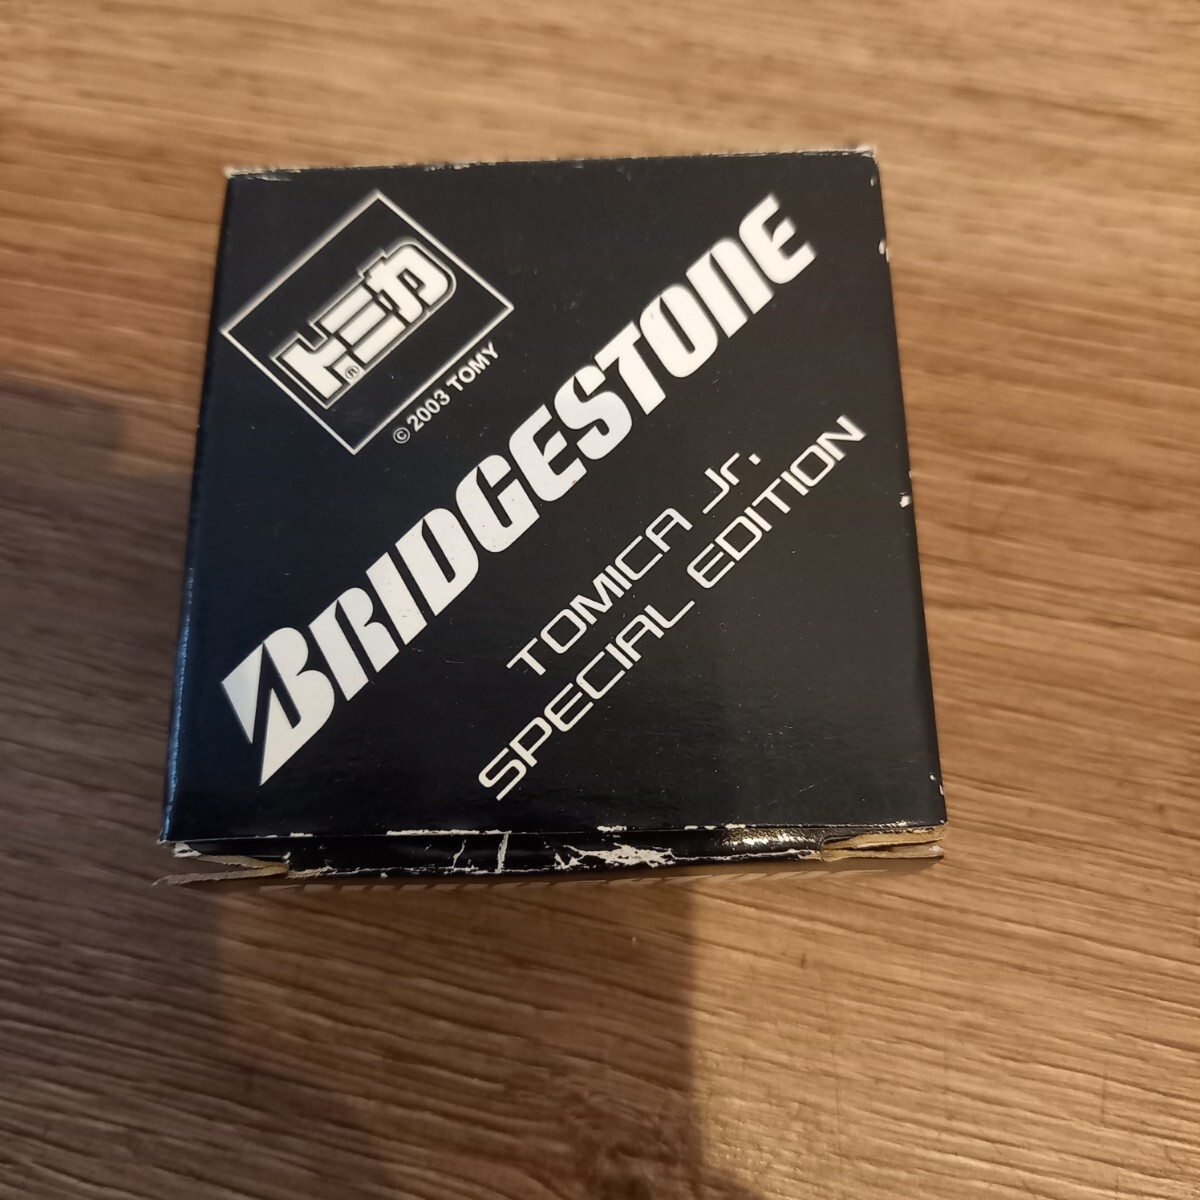 トミカ®
© 2003 TOMY
BRIDGESTONE
TOMICA Jr.
SPECIAL EDITION